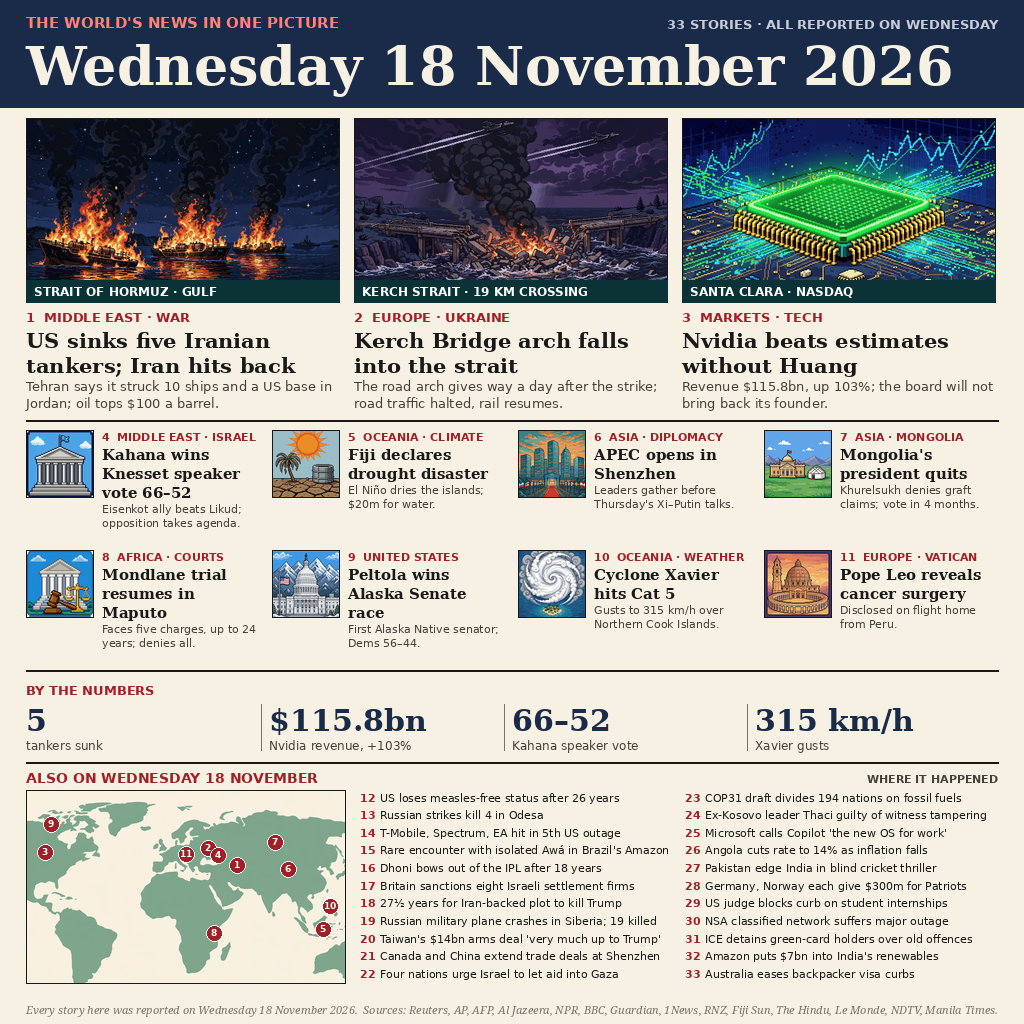 THE WORLD'S NEWS IN ONE PICTURE
33 STORIES · ALL REPORTED ON WEDNESDAY
Wednesday 18 November 2026
STRAIT OF HORMUZ · GULF
1 MIDDLE EAST · WAR
US sinks five Iranian
tankers; Iran hits back
Tehran says it struck 10 ships and a US base in
Jordan; oil tops $100 a barrel.
KERCH STRAIT · 19 KM CROSSING
2 EUROPE · UKRAINE
Kerch Bridge arch falls
into the strait
The road arch gives way a day after the strike;
road traffic halted, rail resumes.
SANTA CLARA · NASDAQ
3 MARKETS · TECH
Nvidia beats estimates
without Huang
Revenue $115.8bn, up 103%; the board will not
bring back its founder.
4 MIDDLE EAST · ISRAEL
Kahana wins
Knesset speaker
vote 66–52
Eisenkot ally beats Likud;
opposition takes agenda.
5 OCEANIA · CLIMATE
Fiji declares
drought disaster
El Niño dries the islands;
$20m for water.
6 ASIA · DIPLOMACY
APEC opens in
Shenzhen
Leaders gather before
Thursday's Xi–Putin talks.
7 ASIA · MONGOLIA
Mongolia's
president quits
Khurelsukh denies graft
claims; vote in 4 months.
8 AFRICA · COURTS
Mondlane trial
resumes in
Maputo
Faces five charges, up to 24
years; denies all.
9 UNITED STATES
Peltola wins
Alaska Senate
race
First Alaska Native senator;
Dems 56–44.
10 OCEANIA · WEATHER
Cyclone Xavier
hits Cat 5
Gusts to 315 km/h over
Northern Cook Islands.
11 EUROPE · VATICAN
Pope Leo reveals
cancer surgery
Disclosed on flight home
from Peru.
BY THE NUMBERS
5
tankers sunk
$115.8bn
Nvidia revenue, +103%
66–52
Kahana speaker vote
315 km/h
Xavier gusts
ALSO ON WEDNESDAY 18 NOVEMBER
WHERE IT HAPPENED
9
3
11
2
4
1
7
6
10
5
8
12 US loses measles-free status after 26 years
13 Russian strikes kill 4 in Odesa
14 T-Mobile, Spectrum, EA hit in 5th US outage
15 Rare encounter with isolated Awá in Brazil's Amazon
16 Dhoni bows out of the IPL after 18 years
17 Britain sanctions eight Israeli settlement firms
18 27½ years for Iran-backed plot to kill Trump
19 Russian military plane crashes in Siberia; 19 killed
20 Taiwan's $14bn arms deal 'very much up to Trump'
21 Canada and China extend trade deals at Shenzhen
22 Four nations urge Israel to let aid into Gaza
23 COP31 draft divides 194 nations on fossil fuels
24 Ex-Kosovo leader Thaci guilty of witness tampering
25 Microsoft calls Copilot 'the new OS for work'
26 Angola cuts rate to 14% as inflation falls
27 Pakistan edge India in blind cricket thriller
28 Germany, Norway each give $300m for Patriots
29 US judge blocks curb on student internships
30 NSA classified network suffers major outage
31 ICE detains green-card holders over old offences
32 Amazon puts $7bn into India's renewables
33 Australia eases backpacker visa curbs
Every story here was reported on Wednesday 18 November 2026. Sources: Reuters, AP, AFP, Al Jazeera, NPR, BBC, Guardian, 1News, RNZ, Fiji Sun, The Hindu, Le Monde, NDTV, Manila Times.